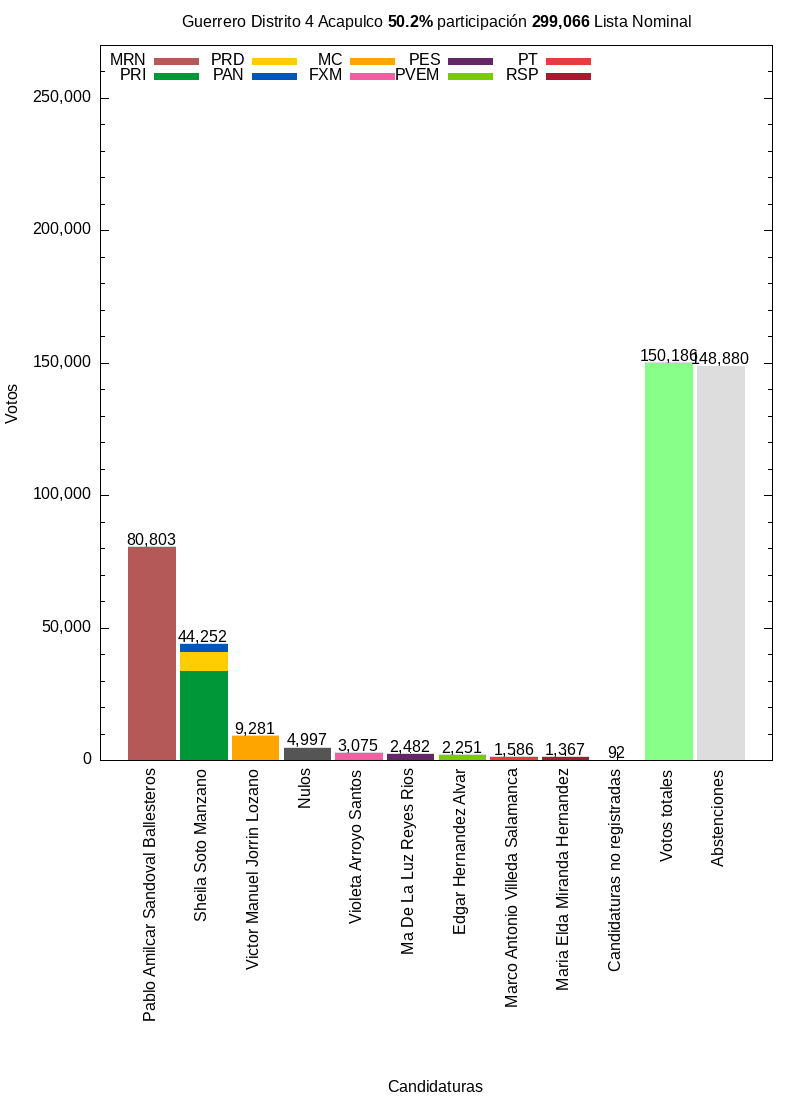 Guerrero Distrito 4 Acapulco 50.2% participación 299,066 Lista Nominal
MRN PRD MC PES PT
PRI PAN FXM PVEM RSP
250,000
200,000
150,000
100,000
50,000
0
Votos
80,803
44,252
9,281
4,997
3,075
2,482
2,251
1,586
1,367
92
150,186
148,880
Pablo Amilcar Sandoval Ballesteros
Sheila Soto Manzano
Victor Manuel Jorrin Lozano
Nulos
Violeta Arroyo Santos
Ma De La Luz Reyes Rios
Edgar Hernandez Alvar
Marco Antonio Villeda Salamanca
Maria Elda Miranda Hernandez
Candidaturas no registradas
Votos totales
Abstenciones
Candidaturas